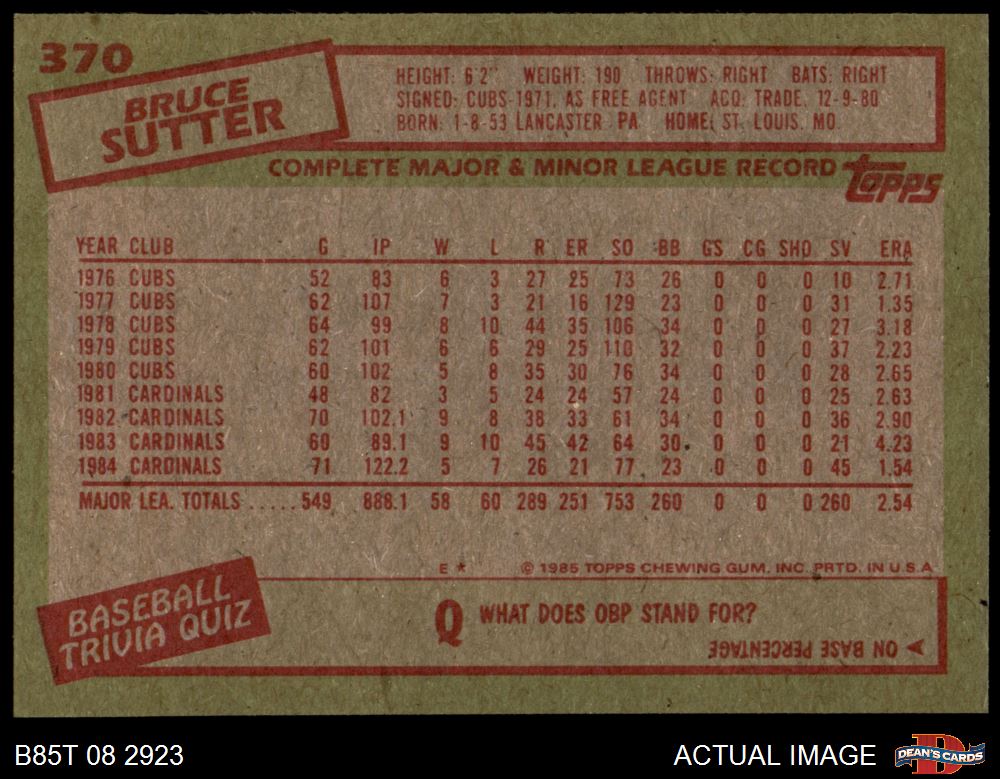 370
BRUCE
SUTTER
HEIGHT: 6'2" WEIGHT: 190 THROWS: RIGHT BATS: RIGHT
SIGNED: CUBS-1971, AS FREE AGENT ACQ: TRADE, 12-9-80
BORN: 1-8-53 LANCASTER PA HOME: ST. LOUIS, MO.
COMPLETE MAJOR & MINOR LEAGUE RECORD
topps
YEAR CLUB G IP W L R ER SO BB GS CG SHO SV ERA
1976 CUBS 52 83 6 3 27 25 73 26 0 0 0 10 2.71
1977 CUBS 62 107 7 3 21 16 129 23 0 0 0 31 1.35
1978 CUBS 64 99 8 10 44 35 106 34 0 0 0 27 3.18
1979 CUBS 62 101 6 6 29 25 110 32 0 0 0 37 2.23
1980 CUBS 60 102 5 8 35 30 76 34 0 0 0 28 2.65
1981 CARDINALS 48 82 3 5 24 24 57 24 0 0 0 25 2.63
1982 CARDINALS 70 102.1 9 8 38 33 61 34 0 0 0 36 2.90
1983 CARDINALS 60 89.1 9 10 45 42 64 30 0 0 0 21 4.23
1984 CARDINALS 71 122.2 5 7 26 21 77 23 0 0 0 45 1.54
MAJOR LEA. TOTALS ..... 549 888.1 58 60 289 251 753 260 0 0 0 260 2.54
E * © 1985 TOPPS CHEWING GUM, INC. PRTD. IN U.S.A
BASEBALL
TRIVIA QUIZ
Q WHAT DOES OBP STAND FOR?
ON BASE PERCENTAGE
B85T 08 2923
ACTUAL IMAGE
D
DEAN'S CARDS